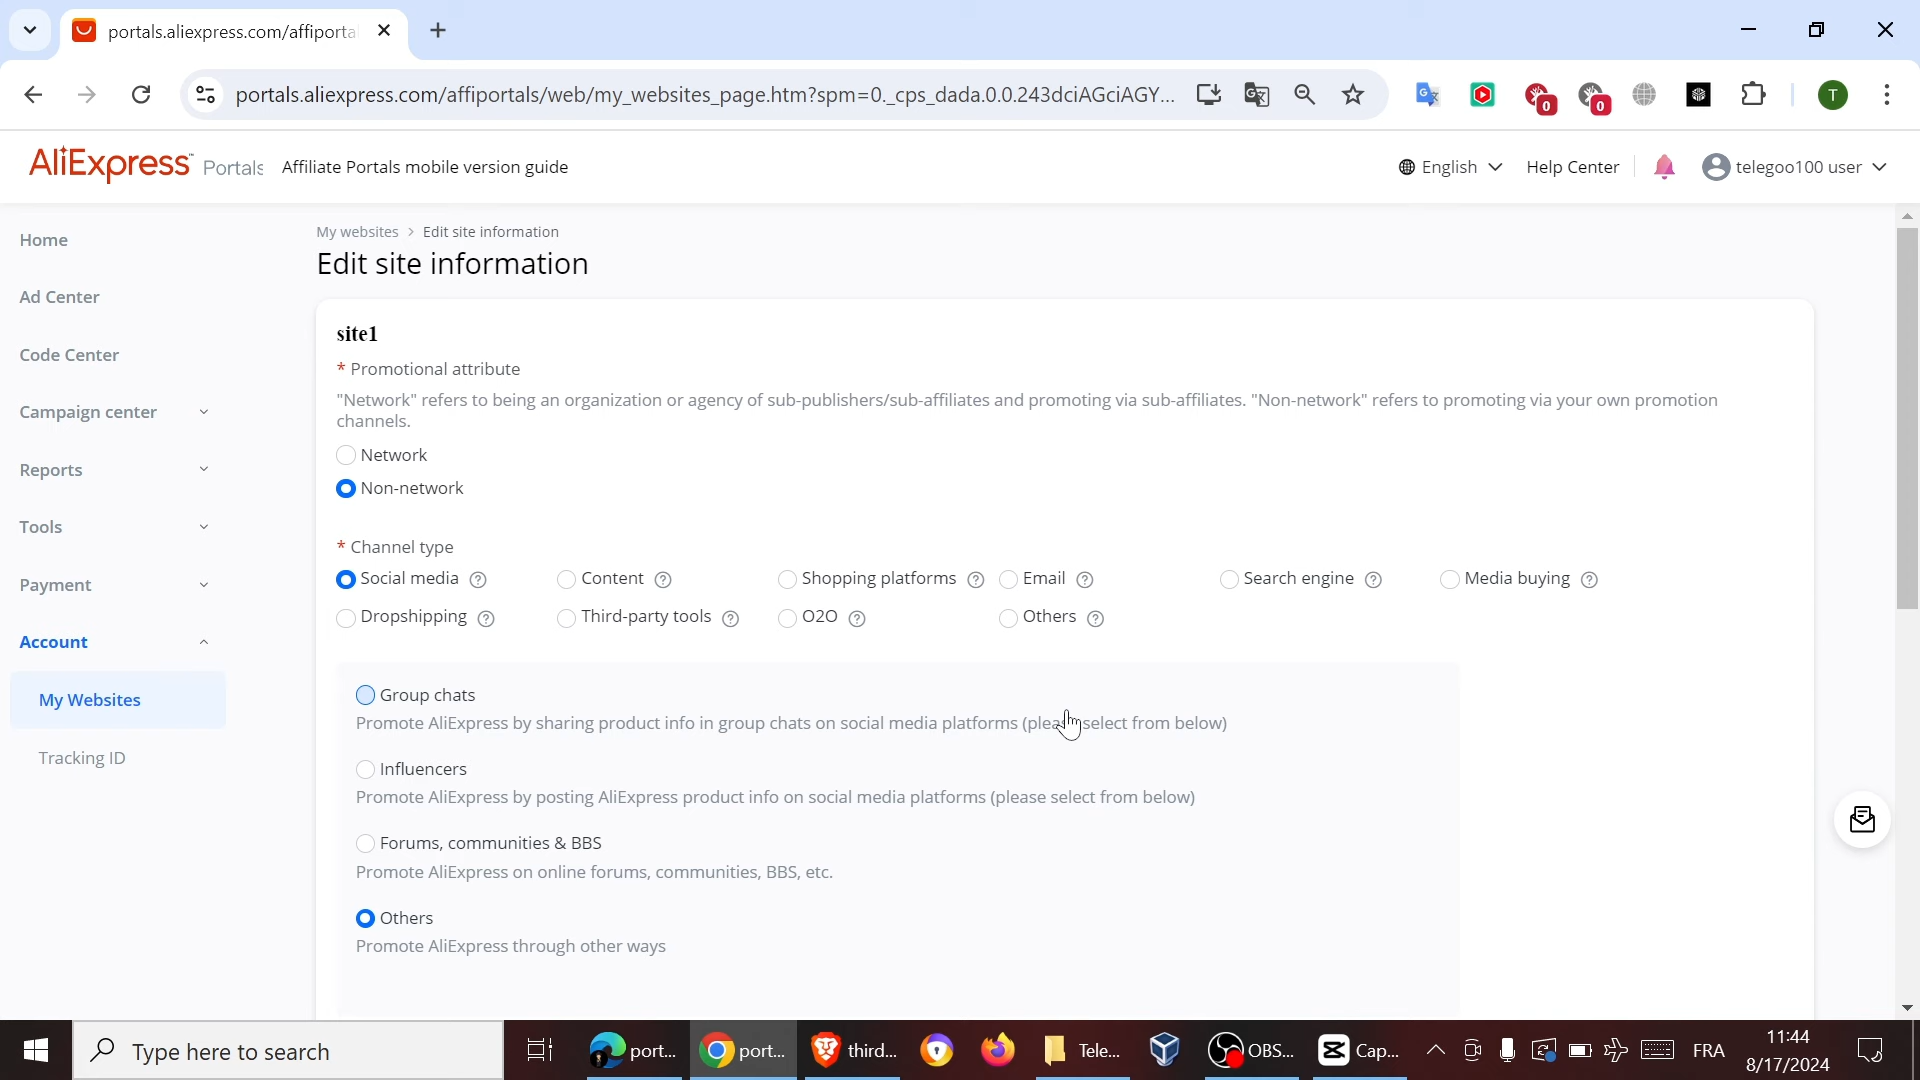 portals.aliexpress.com/affiporta
portals.aliexpress.com/affiportals/web/my_websites_page.htm?spm=0._cps_dada.0.0.243dciAGciAGY...
0
0
T
AliExpress Portals
Affiliate Portals mobile version guide
English
Help Center
telegoo100 user
Home
Ad Center
Code Center
Campaign center
Reports
Tools
Payment
Account
My Websites
Tracking ID
My websites > Edit site information
Edit site information
site1
* Promotional attribute
"Network" refers to being an organization or agency of sub-publishers/sub-affiliates and promoting via sub-affiliates. "Non-network" refers to promoting via your own promotion
channels.
Network
Non-network
* Channel type
Social media ? Content ? Shopping platforms ? Email ? Search engine ? Media buying ?
Dropshipping ? Third-party tools ? O2O ? Others ?
Group chats
Promote AliExpress by sharing product info in group chats on social media platforms (please select from below)
Influencers
Promote AliExpress by posting AliExpress product info on social media platforms (please select from below)
Forums, communities & BBS
Promote AliExpress on online forums, communities, BBS, etc.
Others
Promote AliExpress through other ways
Type here to search
port...
port...
third...
Tele...
OBS...
Cap...
FRA
11:44
8/17/2024